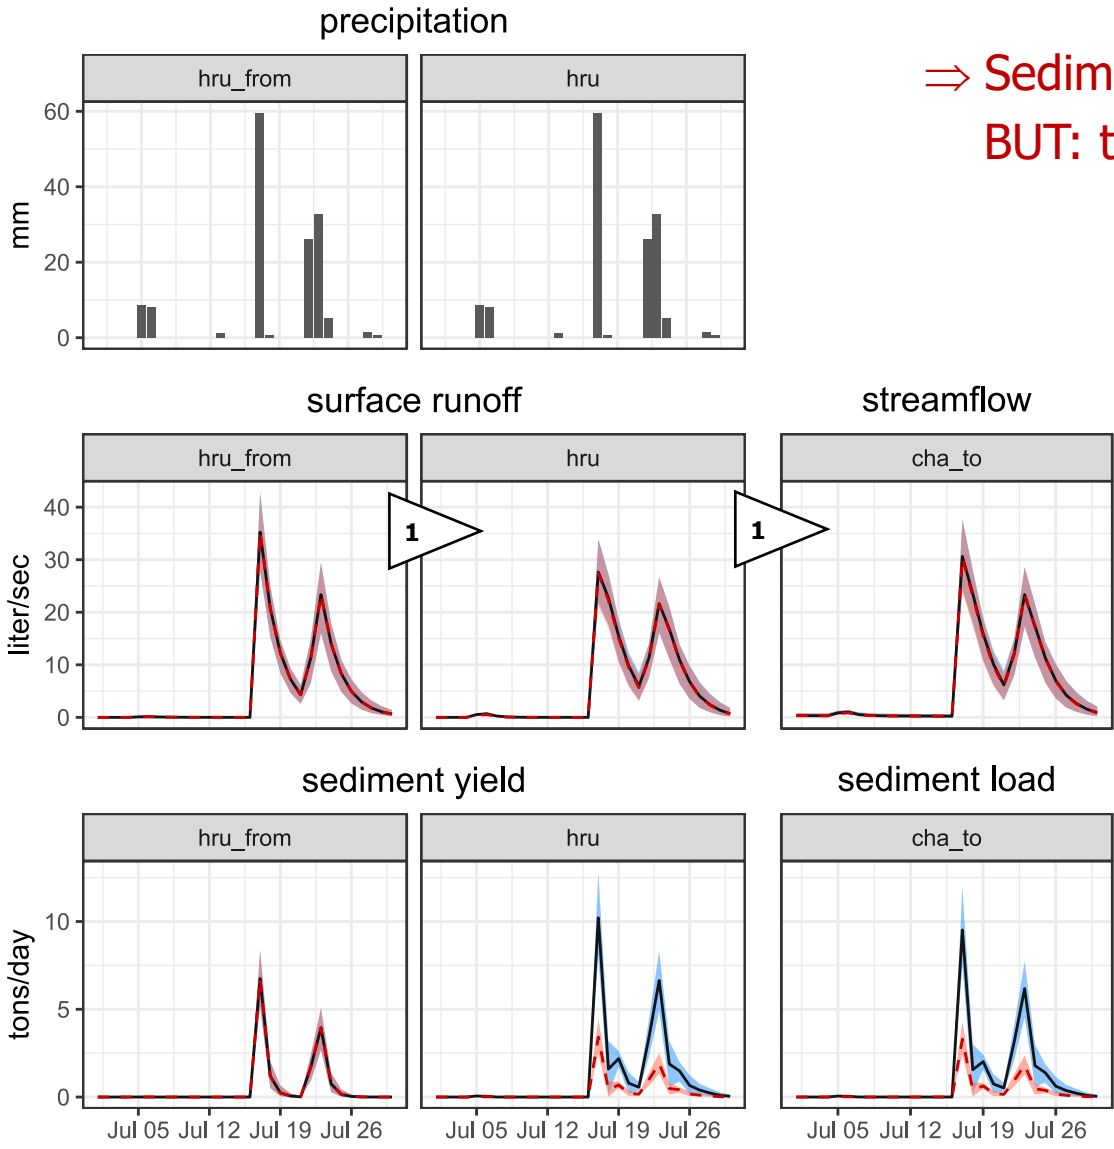 precipitation
hru_from
hru
⇒ Sedim
BUT: t
60
40
20
0
mm
surface runoff
streamflow
hru_from
hru
cha_to
1
1
40
30
20
10
0
liter/sec
sediment yield
sediment load
hru_from
hru
cha_to
10
5
0
tons/day
Jul 05 Jul 12 Jul 19 Jul 26
Jul 05 Jul 12 Jul 19 Jul 26
Jul 05 Jul 12 Jul 19 Jul 26